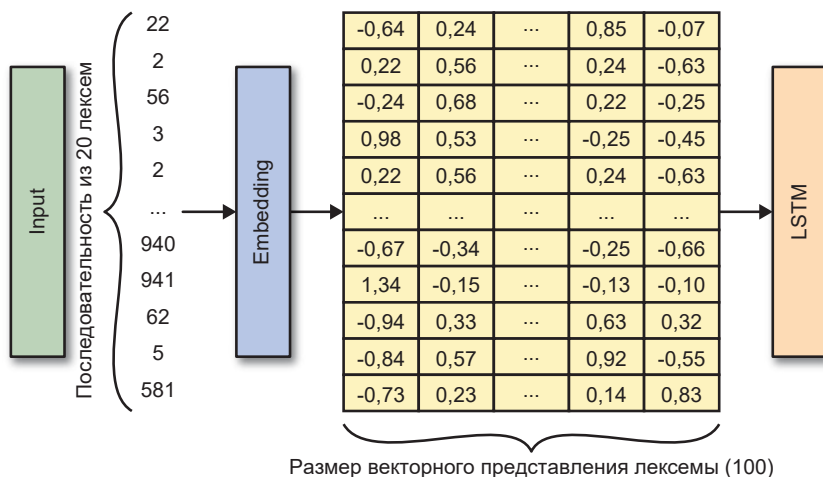 Input
Последовательность из 20 лексем
22
2
56
3
2
...
940
941
62
5
581
Embedding
-0,64 0,24 ... 0,85 -0,07
0,22 0,56 ... 0,24 -0,63
-0,24 0,68 ... 0,22 -0,25
0,98 0,53 ... -0,25 -0,45
0,22 0,56 ... 0,24 -0,63
... ... ... ... ...
-0,67 -0,34 ... -0,25 -0,66
1,34 -0,15 ... -0,13 -0,10
-0,94 0,33 ... 0,63 0,32
-0,84 0,57 ... 0,92 -0,55
-0,73 0,23 ... 0,14 0,83
LSTM
Размер векторного представления лексемы (100)